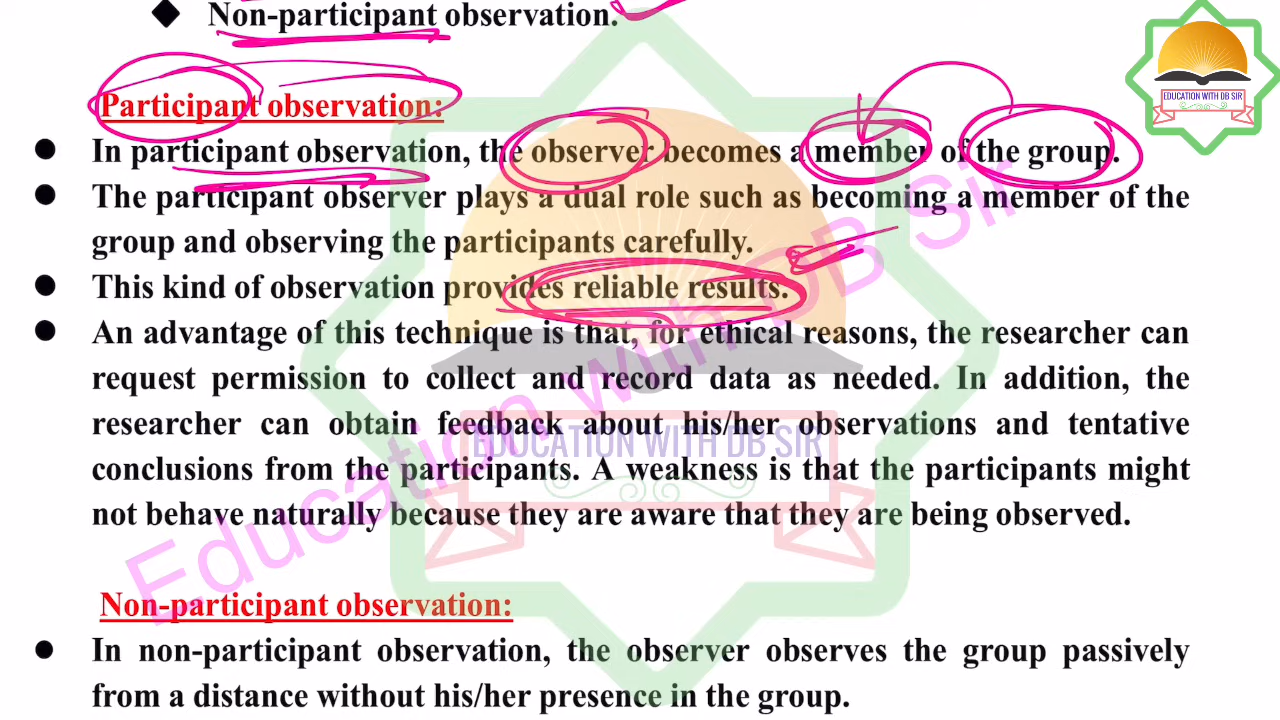 ◆ Non-participant observation.
EDUCATION WITH DB SIR
Participant observation:
● In participant observation, the observer becomes a member of the group.
● The participant observer plays a dual role such as becoming a member of the
group and observing the participants carefully.
● This kind of observation provides reliable results.
● An advantage of this technique is that, for ethical reasons, the researcher can
request permission to collect and record data as needed. In addition, the
researcher can obtain feedback about his/her observations and tentative
conclusions from the participants. A weakness is that the participants might
not behave naturally because they are aware that they are being observed.
Education with DB Sir
EDUCATION WITH DB SIR
Non-participant observation:
● In non-participant observation, the observer observes the group passively
from a distance without his/her presence in the group.